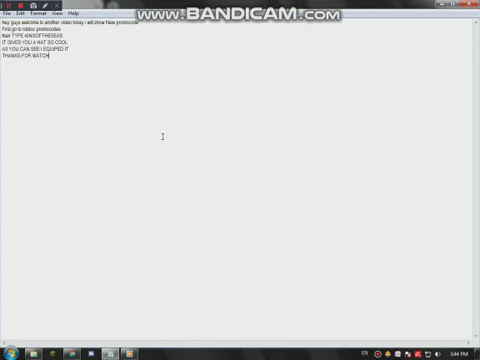 www.BANDICAM.com
File Edit Format View Help
Hey guys welcome to another video today i will show New promocode
First go to roblox promocodes
then TYPE KINGOFTHESEAS
IT GIVES YOU A HAT SO COOL
AS YOU CAN SEE I EQUIPED IT
THANKS FOR WATCH
EN 3:44 PM